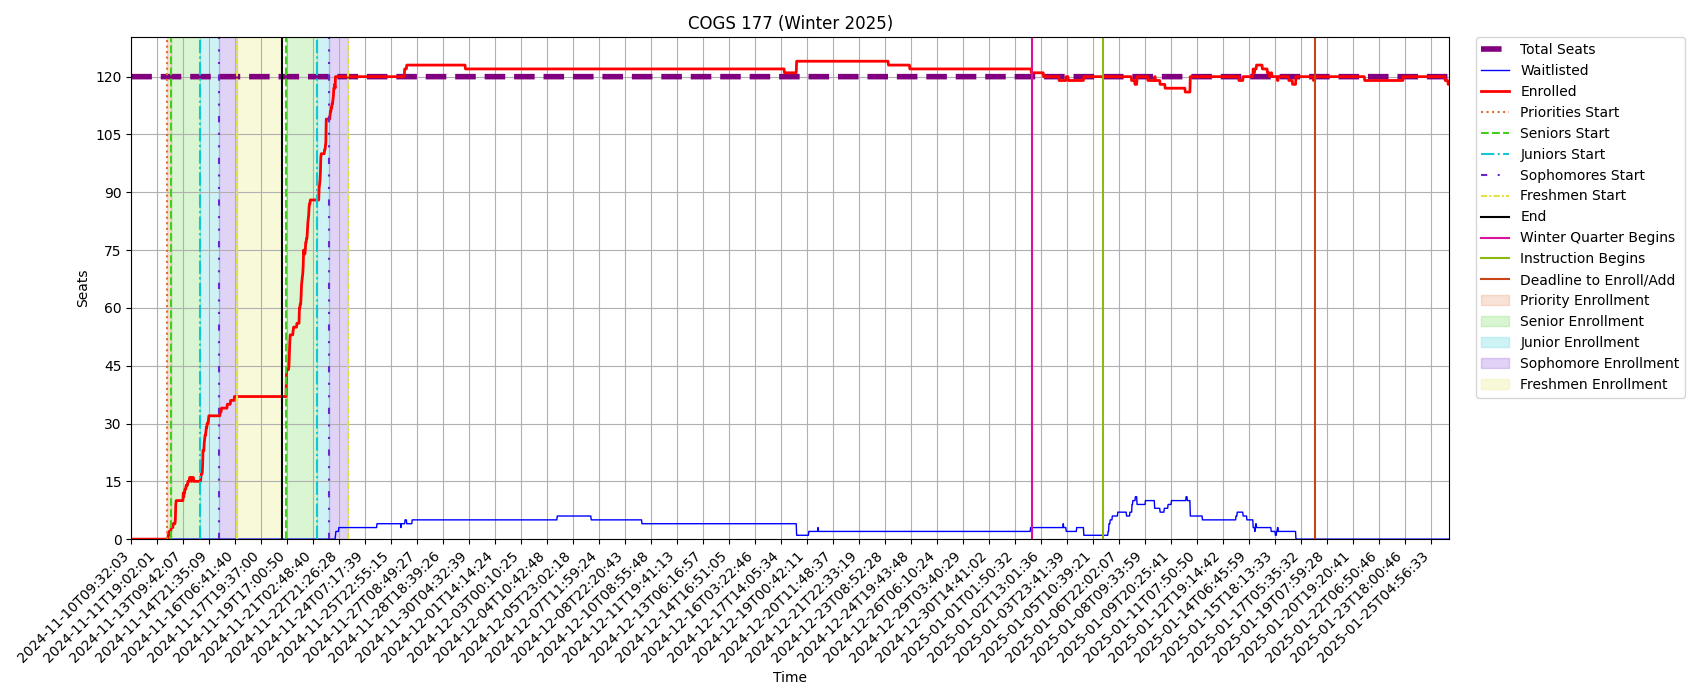 COGS 177 (Winter 2025)
Seats
120
105
90
75
60
45
30
15
0
2024-11-10T09:32:03
2024-11-11T19:02:01
2024-11-13T09:42:07
2024-11-14T21:35:09
2024-11-16T06:41:40
2024-11-17T19:37:00
2024-11-19T17:00:50
2024-11-21T02:48:40
2024-11-22T21:26:28
2024-11-24T07:17:39
2024-11-25T22:55:15
2024-11-27T08:49:27
2024-11-28T18:39:26
2024-11-30T04:32:39
2024-12-01T14:14:24
2024-12-03T00:10:25
2024-12-04T10:42:48
2024-12-05T23:02:18
2024-12-07T11:59:24
2024-12-08T22:20:43
2024-12-10T08:55:48
2024-12-11T19:41:13
2024-12-13T06:16:57
2024-12-14T16:51:05
2024-12-16T03:22:46
2024-12-17T14:05:34
2024-12-19T00:42:11
2024-12-20T11:48:37
2024-12-21T22:33:19
2024-12-23T08:52:28
2024-12-24T19:43:48
2024-12-26T06:10:24
2024-12-29T03:40:29
2024-12-30T14:41:02
2025-01-01T01:50:32
2025-01-02T13:01:36
2025-01-03T23:41:39
2025-01-05T10:39:21
2025-01-06T22:02:07
2025-01-08T09:33:59
2025-01-09T20:25:41
2025-01-11T07:50:50
2025-01-12T19:14:42
2025-01-14T06:45:59
2025-01-15T18:13:33
2025-01-17T05:35:32
2025-01-19T07:59:28
2025-01-20T19:20:41
2025-01-22T06:50:46
2025-01-23T18:00:46
2025-01-25T04:56:33
Time
Total Seats
Waitlisted
Enrolled
Priorities Start
Seniors Start
Juniors Start
Sophomores Start
Freshmen Start
End
Winter Quarter Begins
Instruction Begins
Deadline to Enroll/Add
Priority Enrollment
Senior Enrollment
Junior Enrollment
Sophomore Enrollment
Freshmen Enrollment